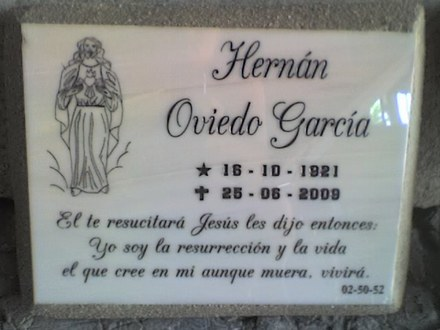 Hernán
Oviedo García
★ 16 - 10 - 1921
✝ 25 - 06 - 2009
El te resucitará Jesús les dijo entonces:
Yo soy la resurrección y la vida
el que cree en mi aunque muera, vivirá.
02-50-52